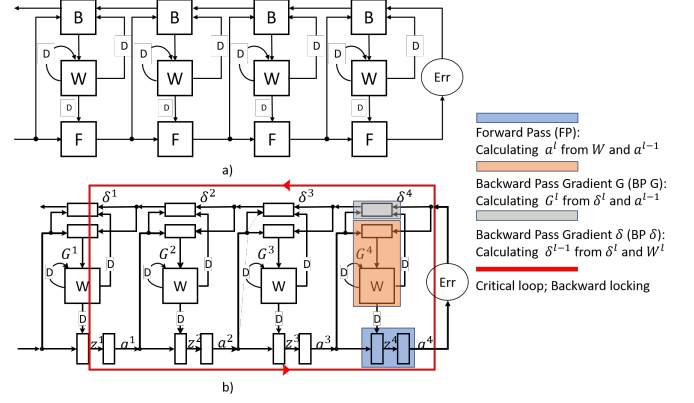 B B B B
D D D D D D D D
W W W W
Err
D D D D
F F F F
a)
δ¹ δ² δ³ δ⁴
G¹ G² G³ G⁴
D D D D D D D D
W W W W
Err
D D D D
z¹ a¹ z² a² z³ a³ z⁴ a⁴
b)
Forward Pass (FP):
Calculating aˡ from W and aˡ⁻¹
Backward Pass Gradient G (BP G):
Calculating Gˡ from δˡ and aˡ⁻¹
Backward Pass Gradient δ (BP δ):
Calculating δˡ⁻¹ from δˡ and Wˡ
Critical loop; Backward locking